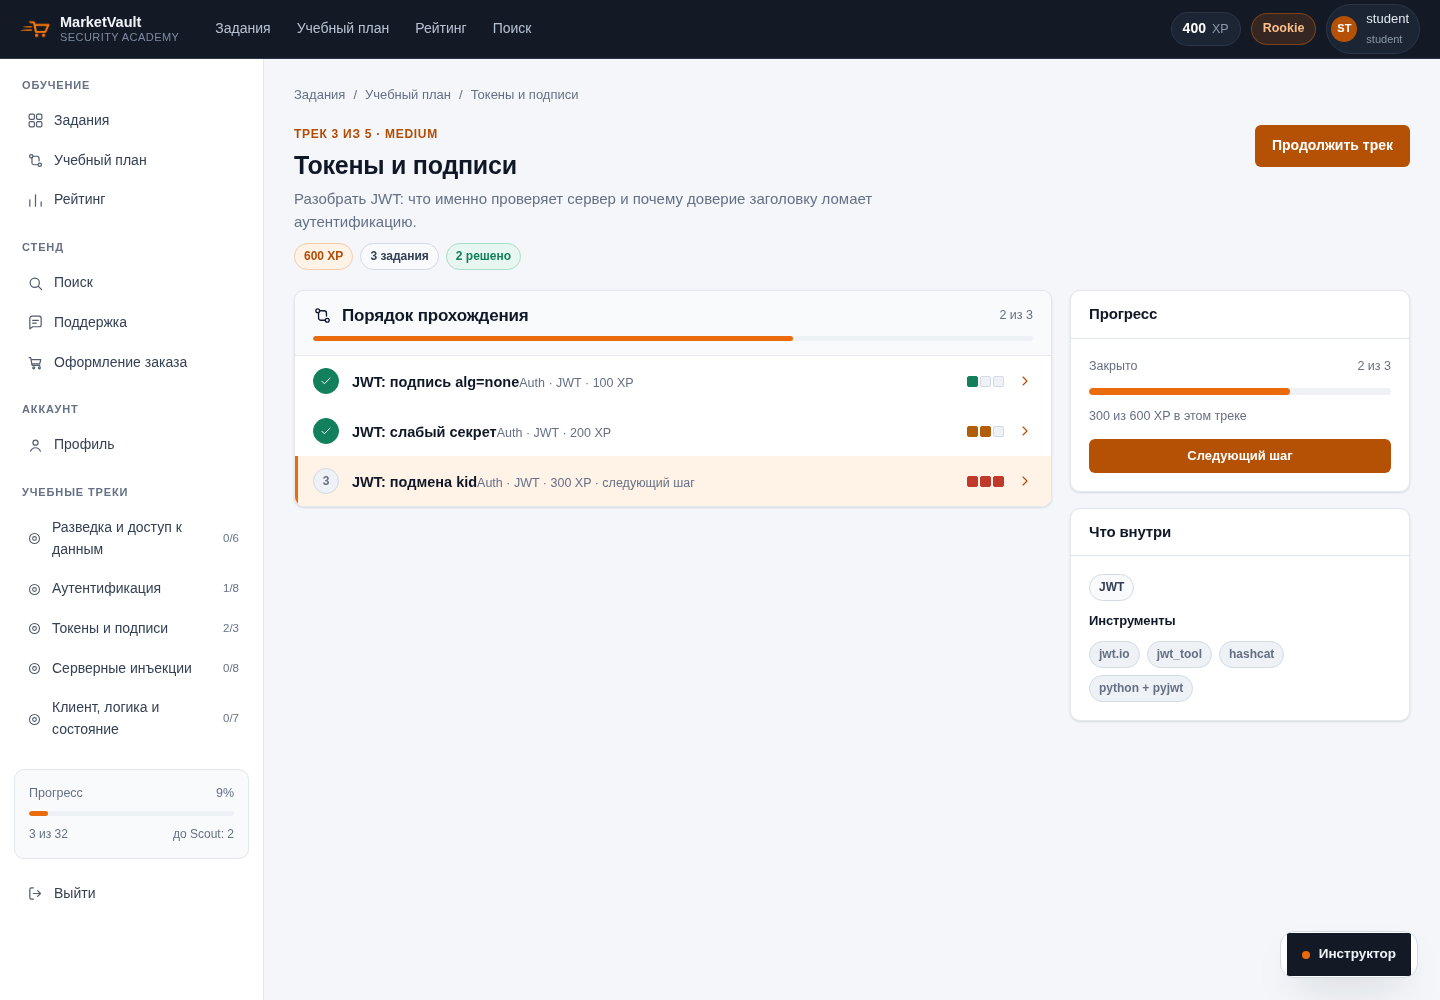 MarketVault
SECURITY ACADEMY
Задания
Учебный план
Рейтинг
Поиск
400 XP
Rookie
ST
student
student
ОБУЧЕНИЕ
Задания
Учебный план
Рейтинг
СТЕНД
Поиск
Поддержка
Оформление заказа
АККАУНТ
Профиль
УЧЕБНЫЕ ТРЕКИ
Разведка и доступ к
данным
0/6
Аутентификация 1/8
Токены и подписи 2/3
Серверные инъекции 0/8
Клиент, логика и
состояние
0/7
Прогресс 9%
3 из 32 до Scout: 2
Выйти
Задания / Учебный план / Токены и подписи
ТРЕК 3 ИЗ 5 · MEDIUM
Токены и подписи
Разобрать JWT: что именно проверяет сервер и почему доверие заголовку ломает
аутентификацию.
600 XP 3 задания 2 решено
Продолжить трек
Порядок прохождения 2 из 3
JWT: подпись alg=noneAuth · JWT · 100 XP
JWT: слабый секретAuth · JWT · 200 XP
3 JWT: подмена kidAuth · JWT · 300 XP · следующий шаг
Прогресс
Закрыто 2 из 3
300 из 600 XP в этом треке
Следующий шаг
Что внутри
JWT
Инструменты
jwt.io jwt_tool hashcat
python + pyjwt
Инструктор